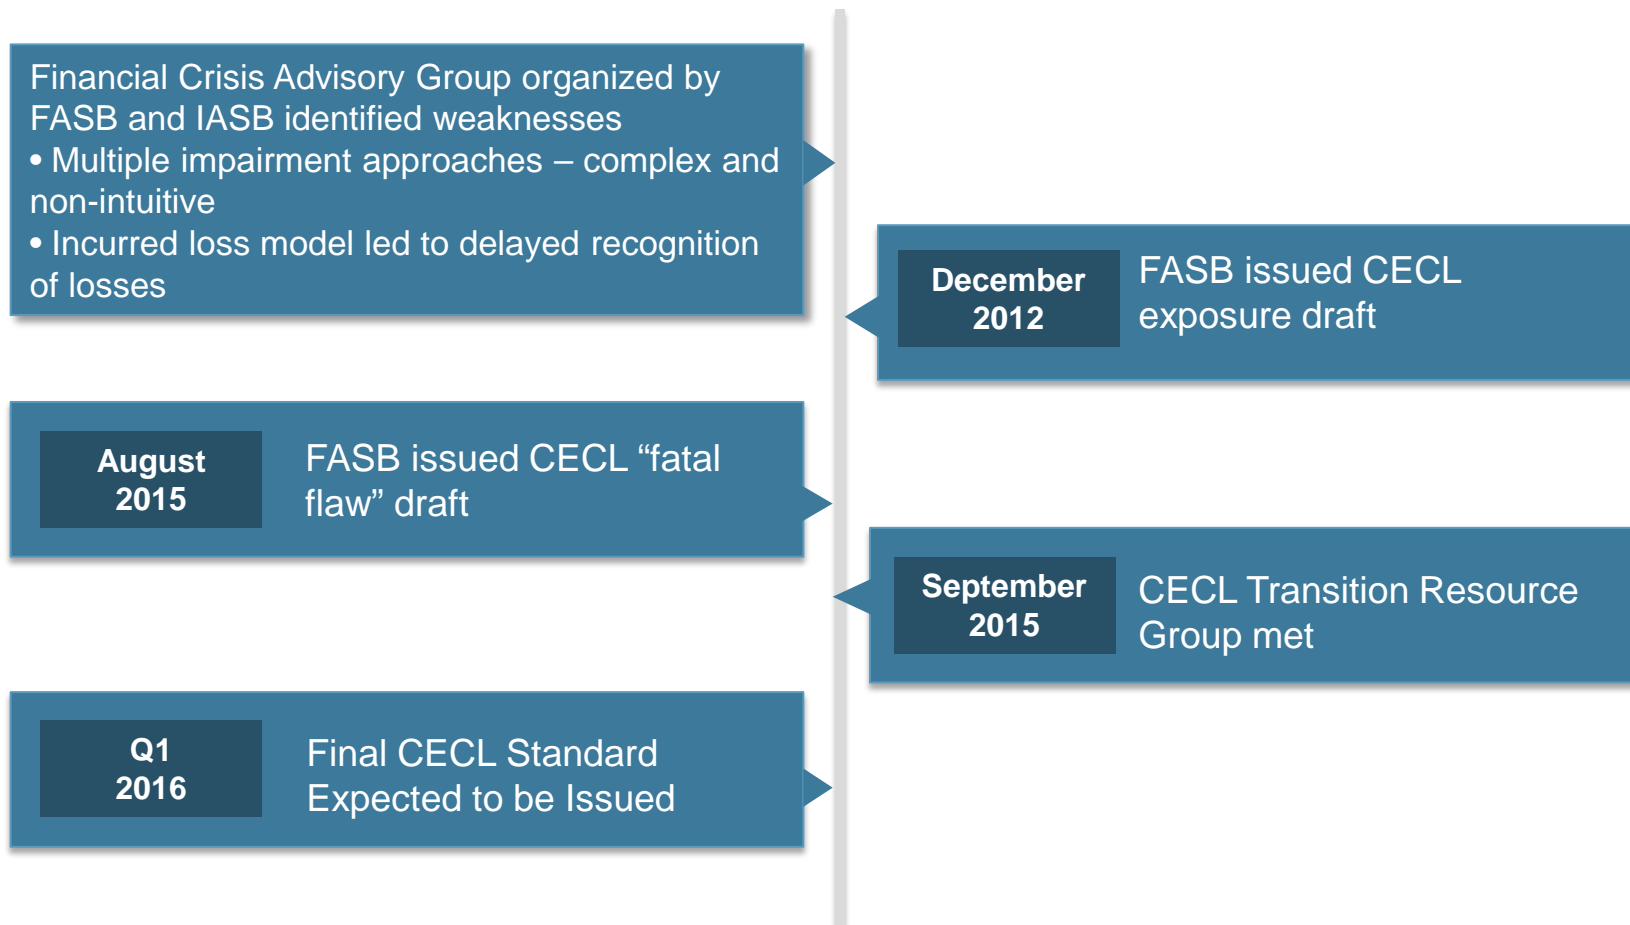 Financial Crisis Advisory Group organized by
FASB and IASB identified weaknesses
• Multiple impairment approaches – complex and
non-intuitive
• Incurred loss model led to delayed recognition
of losses
December
2012
FASB issued CECL
exposure draft
August
2015
FASB issued CECL “fatal
flaw” draft
September
2015
CECL Transition Resource
Group met
Q1
2016
Final CECL Standard
Expected to be Issued